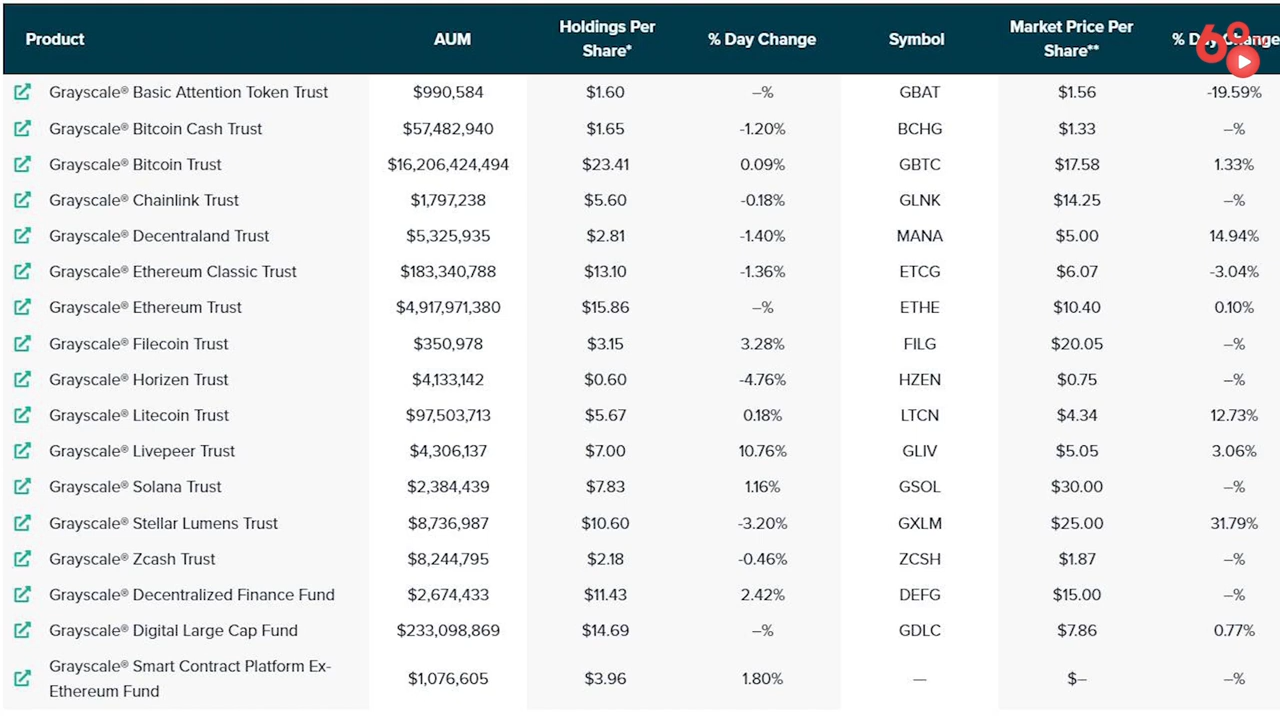 Product AUM Holdings Per Share* % Day Change Symbol Market Price Per Share** % Day Change
Grayscale® Basic Attention Token Trust $990,584 $1.60 –% GBAT $1.56 -19.59%
Grayscale® Bitcoin Cash Trust $57,482,940 $1.65 -1.20% BCHG $1.33 –%
Grayscale® Bitcoin Trust $16,206,424,494 $23.41 0.09% GBTC $17.58 1.33%
Grayscale® Chainlink Trust $1,797,238 $5.60 -0.18% GLNK $14.25 –%
Grayscale® Decentraland Trust $5,325,935 $2.81 -1.40% MANA $5.00 14.94%
Grayscale® Ethereum Classic Trust $183,340,788 $13.10 -1.36% ETCG $6.07 -3.04%
Grayscale® Ethereum Trust $4,917,971,380 $15.86 –% ETHE $10.40 0.10%
Grayscale® Filecoin Trust $350,978 $3.15 3.28% FILG $20.05 –%
Grayscale® Horizen Trust $4,133,142 $0.60 -4.76% HZEN $0.75 –%
Grayscale® Litecoin Trust $97,503,713 $5.67 0.18% LTCN $4.34 12.73%
Grayscale® Livepeer Trust $4,306,137 $7.00 10.76% GLIV $5.05 3.06%
Grayscale® Solana Trust $2,384,439 $7.83 1.16% GSOL $30.00 –%
Grayscale® Stellar Lumens Trust $8,736,987 $10.60 -3.20% GXLM $25.00 31.79%
Grayscale® Zcash Trust $8,244,795 $2.18 -0.46% ZCSH $1.87 –%
Grayscale® Decentralized Finance Fund $2,674,433 $11.43 2.42% DEFG $15.00 –%
Grayscale® Digital Large Cap Fund $233,098,869 $14.69 –% GDLC $7.86 0.77%
Grayscale® Smart Contract Platform Ex-
Ethereum Fund $1,076,605 $3.96 1.80% — $– –%